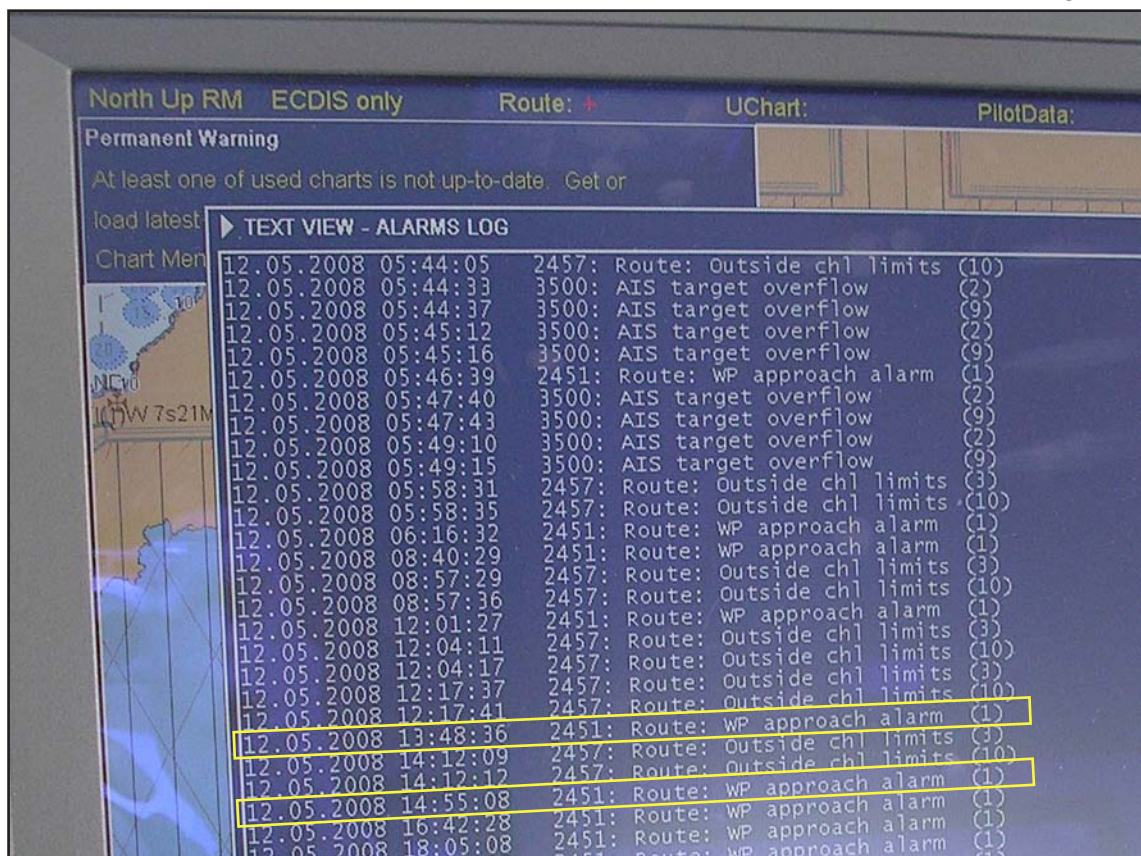 North Up RM ECDIS only Route: + UChart: PilotData:
Permanent Warning
At least one of used charts is not up-to-date. Get or
load latest
Chart Men
TEXT VIEW - ALARMS LOG
12.05.2008 05:44:05 2457: Route: Outside chl limits (10)
12.05.2008 05:44:33 3500: AIS target overflow (2)
12.05.2008 05:44:37 3500: AIS target overflow (9)
12.05.2008 05:45:12 3500: AIS target overflow (2)
12.05.2008 05:45:16 3500: AIS target overflow (9)
12.05.2008 05:46:39 2451: Route: WP approach alarm (1)
12.05.2008 05:47:40 3500: AIS target overflow (2)
12.05.2008 05:47:43 3500: AIS target overflow (9)
12.05.2008 05:49:10 3500: AIS target overflow (2)
12.05.2008 05:49:15 3500: AIS target overflow (9)
12.05.2008 05:58:31 2457: Route: Outside chl limits (3)
12.05.2008 05:58:35 2457: Route: Outside chl limits (10)
12.05.2008 06:16:32 2451: Route: WP approach alarm (1)
12.05.2008 08:40:29 2451: Route: WP approach alarm (1)
12.05.2008 08:57:29 2457: Route: Outside chl limits (3)
12.05.2008 08:57:36 2457: Route: Outside chl limits (10)
12.05.2008 12:01:27 2451: Route: WP approach alarm (1)
12.05.2008 12:04:11 2457: Route: Outside chl limits (3)
12.05.2008 12:04:17 2457: Route: Outside chl limits (10)
12.05.2008 12:17:37 2457: Route: Outside chl limits (3)
12.05.2008 12:17:41 2457: Route: Outside chl limits (10)
12.05.2008 13:48:36 2451: Route: WP approach alarm (1)
12.05.2008 14:12:09 2457: Route: Outside chl limits (3)
12.05.2008 14:12:12 2457: Route: Outside chl limits (10)
12.05.2008 14:55:08 2451: Route: WP approach alarm (1)
12.05.2008 16:42:28 2451: Route: WP approach alarm (1)
12.05.2008 18:05:08 2451: Route: WP approach alarm (1)
WP approach alarm